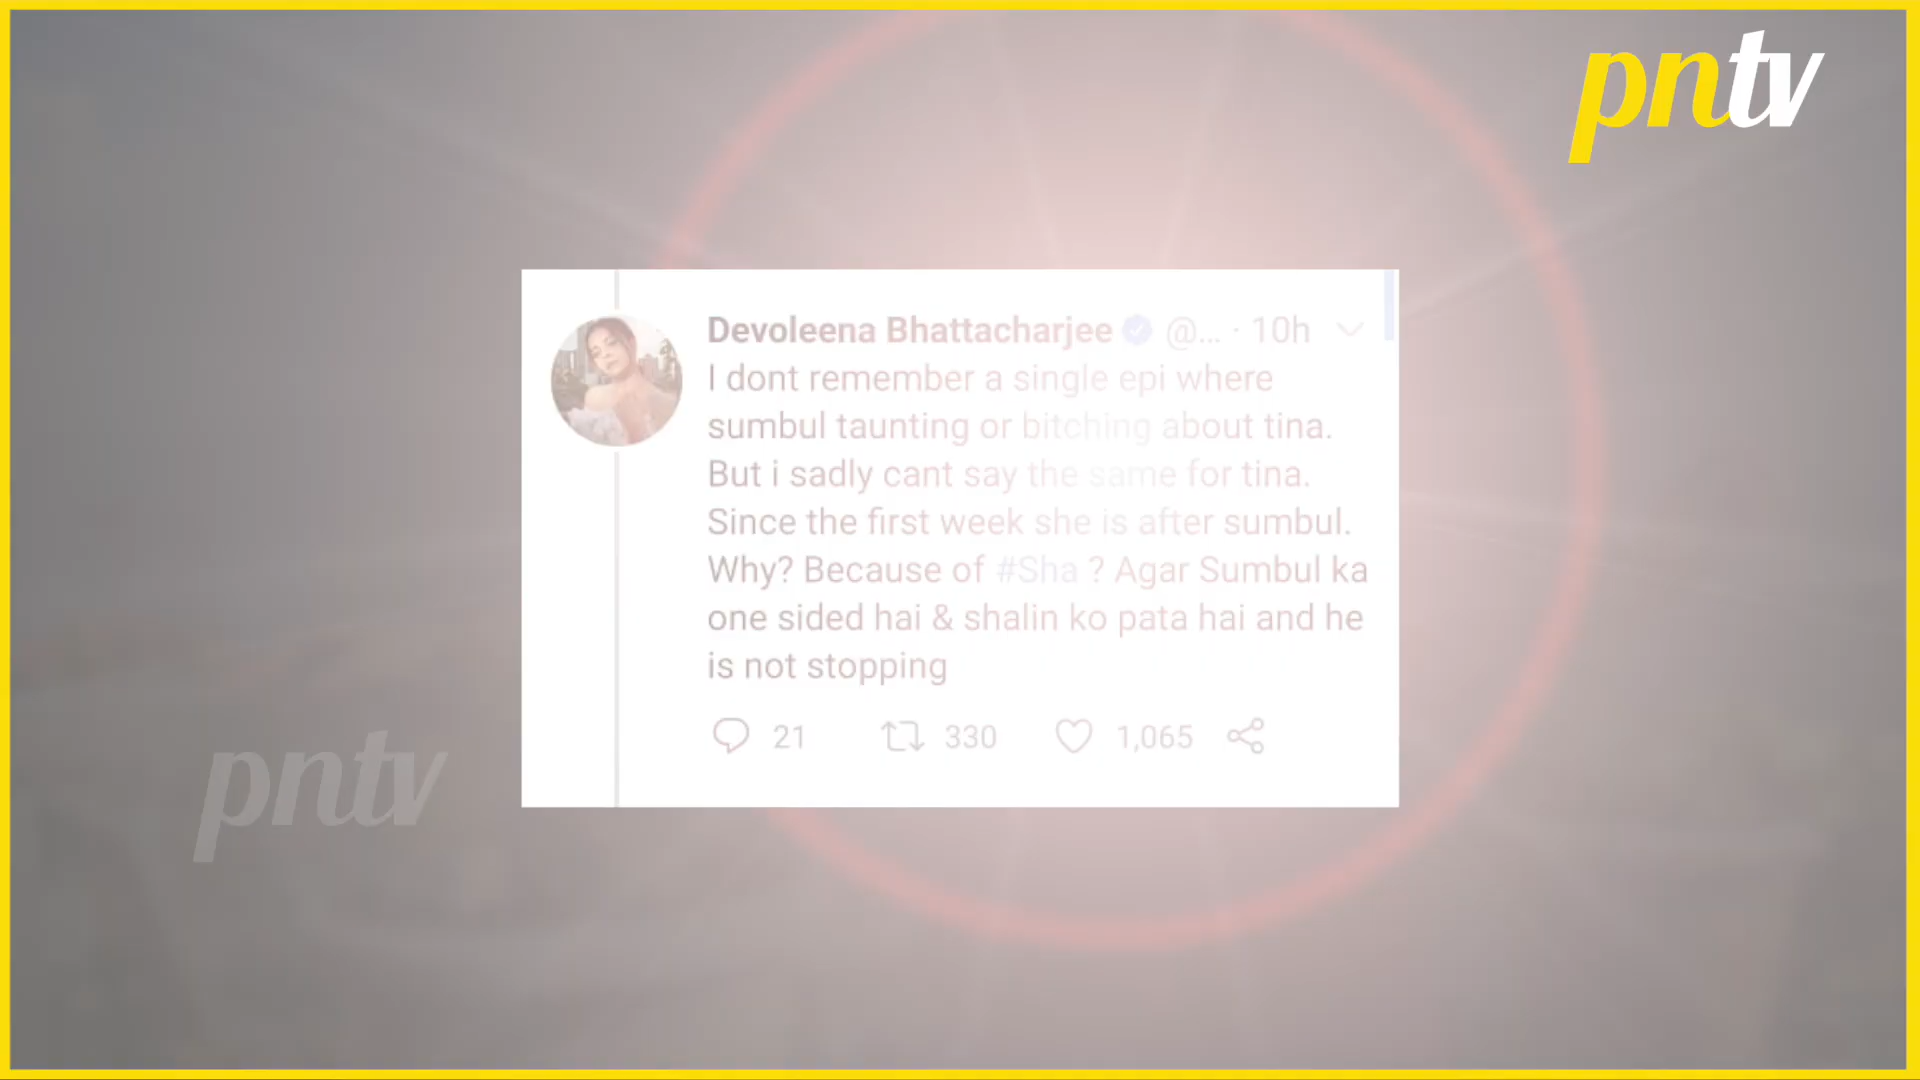 pntv
Devoleena Bhattacharjee @... · 10h
I dont remember a single epi where
sumbul taunting or bitching about tina.
But i sadly cant say the same for tina.
Since the first week she is after sumbul.
Why? Because of #Sha ? Agar Sumbul ka
one sided hai & shalin ko pata hai and he
is not stopping
21 330 1,065
pntv